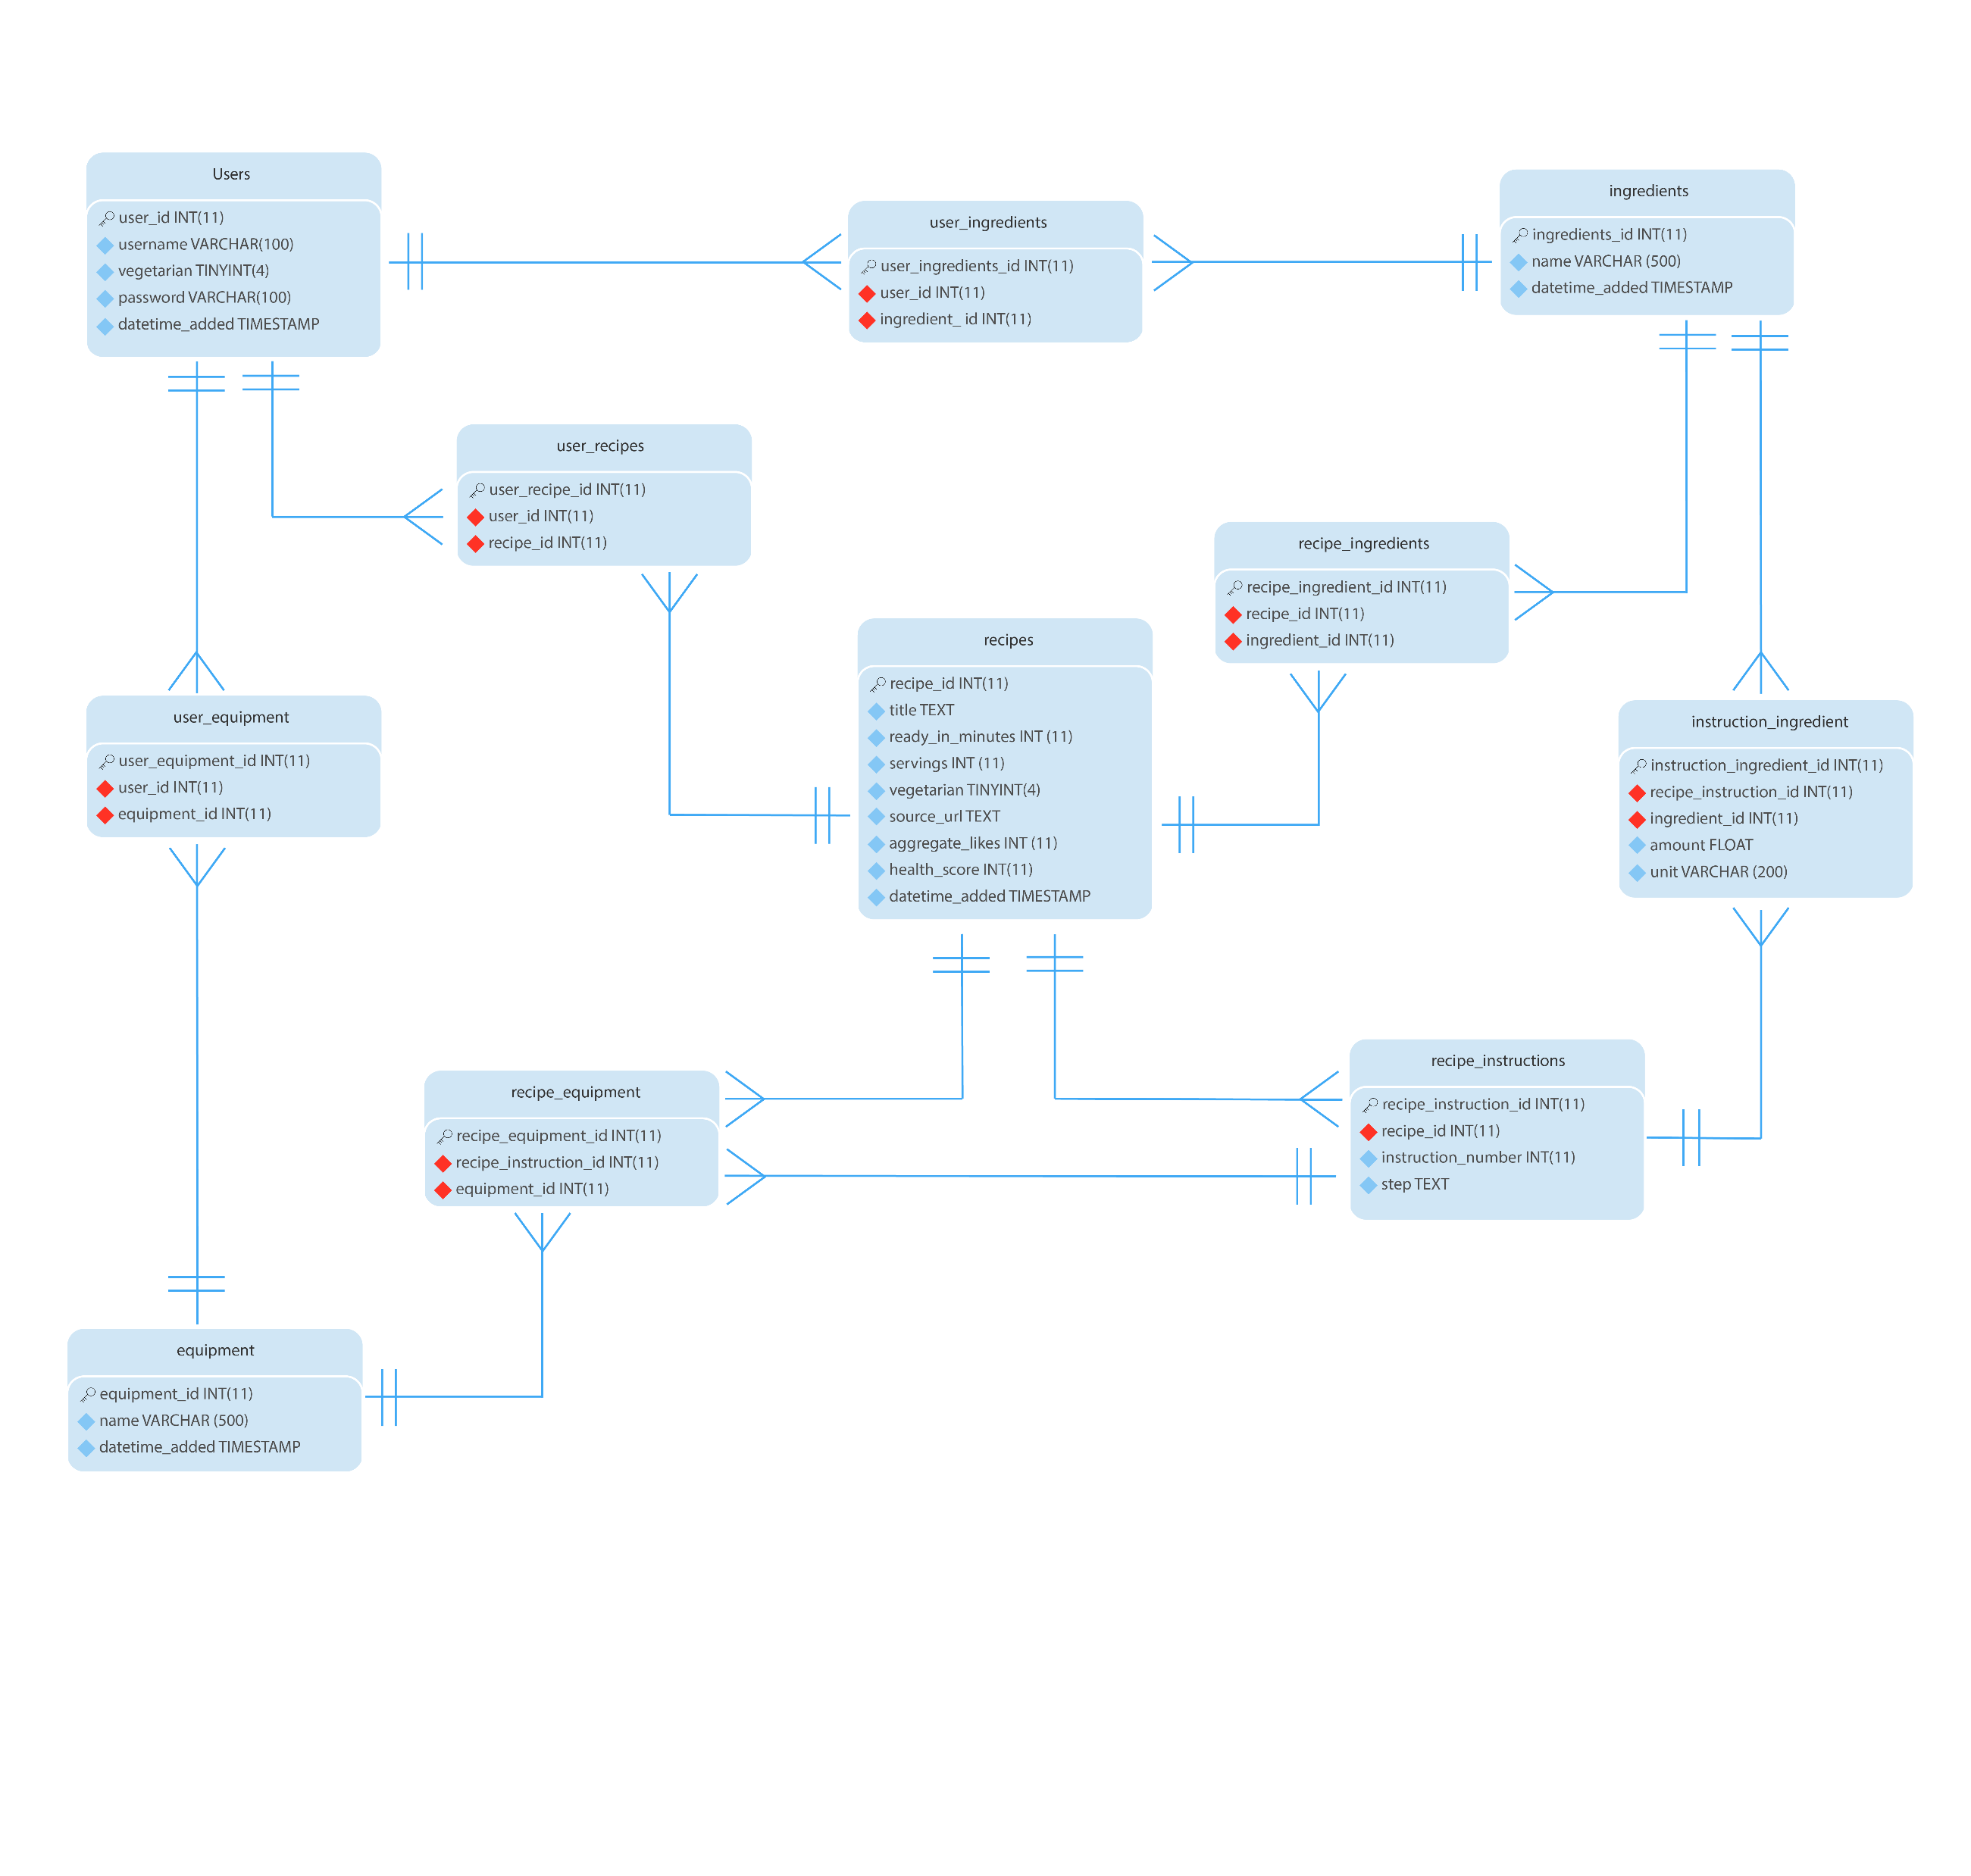 Users
user_id INT(11)
username VARCHAR(100)
vegetarian TINYINT(4)
password VARCHAR(100)
datetime_added TIMESTAMP
user_ingredients
user_ingredients_id INT(11)
user_id INT(11)
ingredient_ id INT(11)
ingredients
ingredients_id INT(11)
name VARCHAR (500)
datetime_added TIMESTAMP
user_recipes
user_recipe_id INT(11)
user_id INT(11)
recipe_id INT(11)
recipe_ingredients
recipe_ingredient_id INT(11)
recipe_id INT(11)
ingredient_id INT(11)
recipes
recipe_id INT(11)
title TEXT
ready_in_minutes INT (11)
servings INT (11)
vegetarian TINYINT(4)
source_url TEXT
aggregate_likes INT (11)
health_score INT(11)
datetime_added TIMESTAMP
user_equipment
user_equipment_id INT(11)
user_id INT(11)
equipment_id INT(11)
instruction_ingredient
instruction_ingredient_id INT(11)
recipe_instruction_id INT(11)
ingredient_id INT(11)
amount FLOAT
unit VARCHAR (200)
recipe_equipment
recipe_equipment_id INT(11)
recipe_instruction_id INT(11)
equipment_id INT(11)
recipe_instructions
recipe_instruction_id INT(11)
recipe_id INT(11)
instruction_number INT(11)
step TEXT
equipment
equipment_id INT(11)
name VARCHAR (500)
datetime_added TIMESTAMP